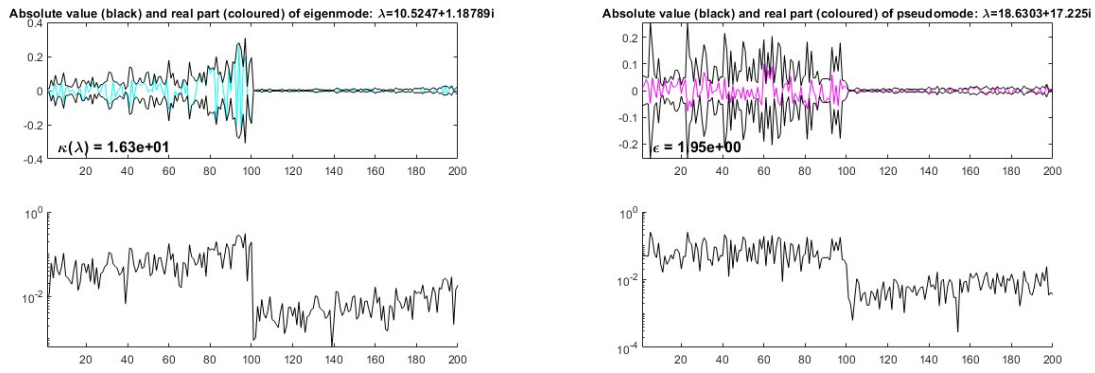 Absolute value (black) and real part (coloured) of eigenmode: λ=10.5247+1.18789i
0.4
0.2
0
-0.2
-0.4
κ(λ) = 1.63e+01
20 40 60 80 100 120 140 160 180 200
10^0
10^-2
20 40 60 80 100 120 140 160 180 200
Absolute value (black) and real part (coloured) of pseudomode: λ=18.6303+17.225i
0.2
0.1
0
-0.1
-0.2
ϵ = 1.95e+00
20 40 60 80 100 120 140 160 180 200
10^0
10^-2
10^-4
20 40 60 80 100 120 140 160 180 200